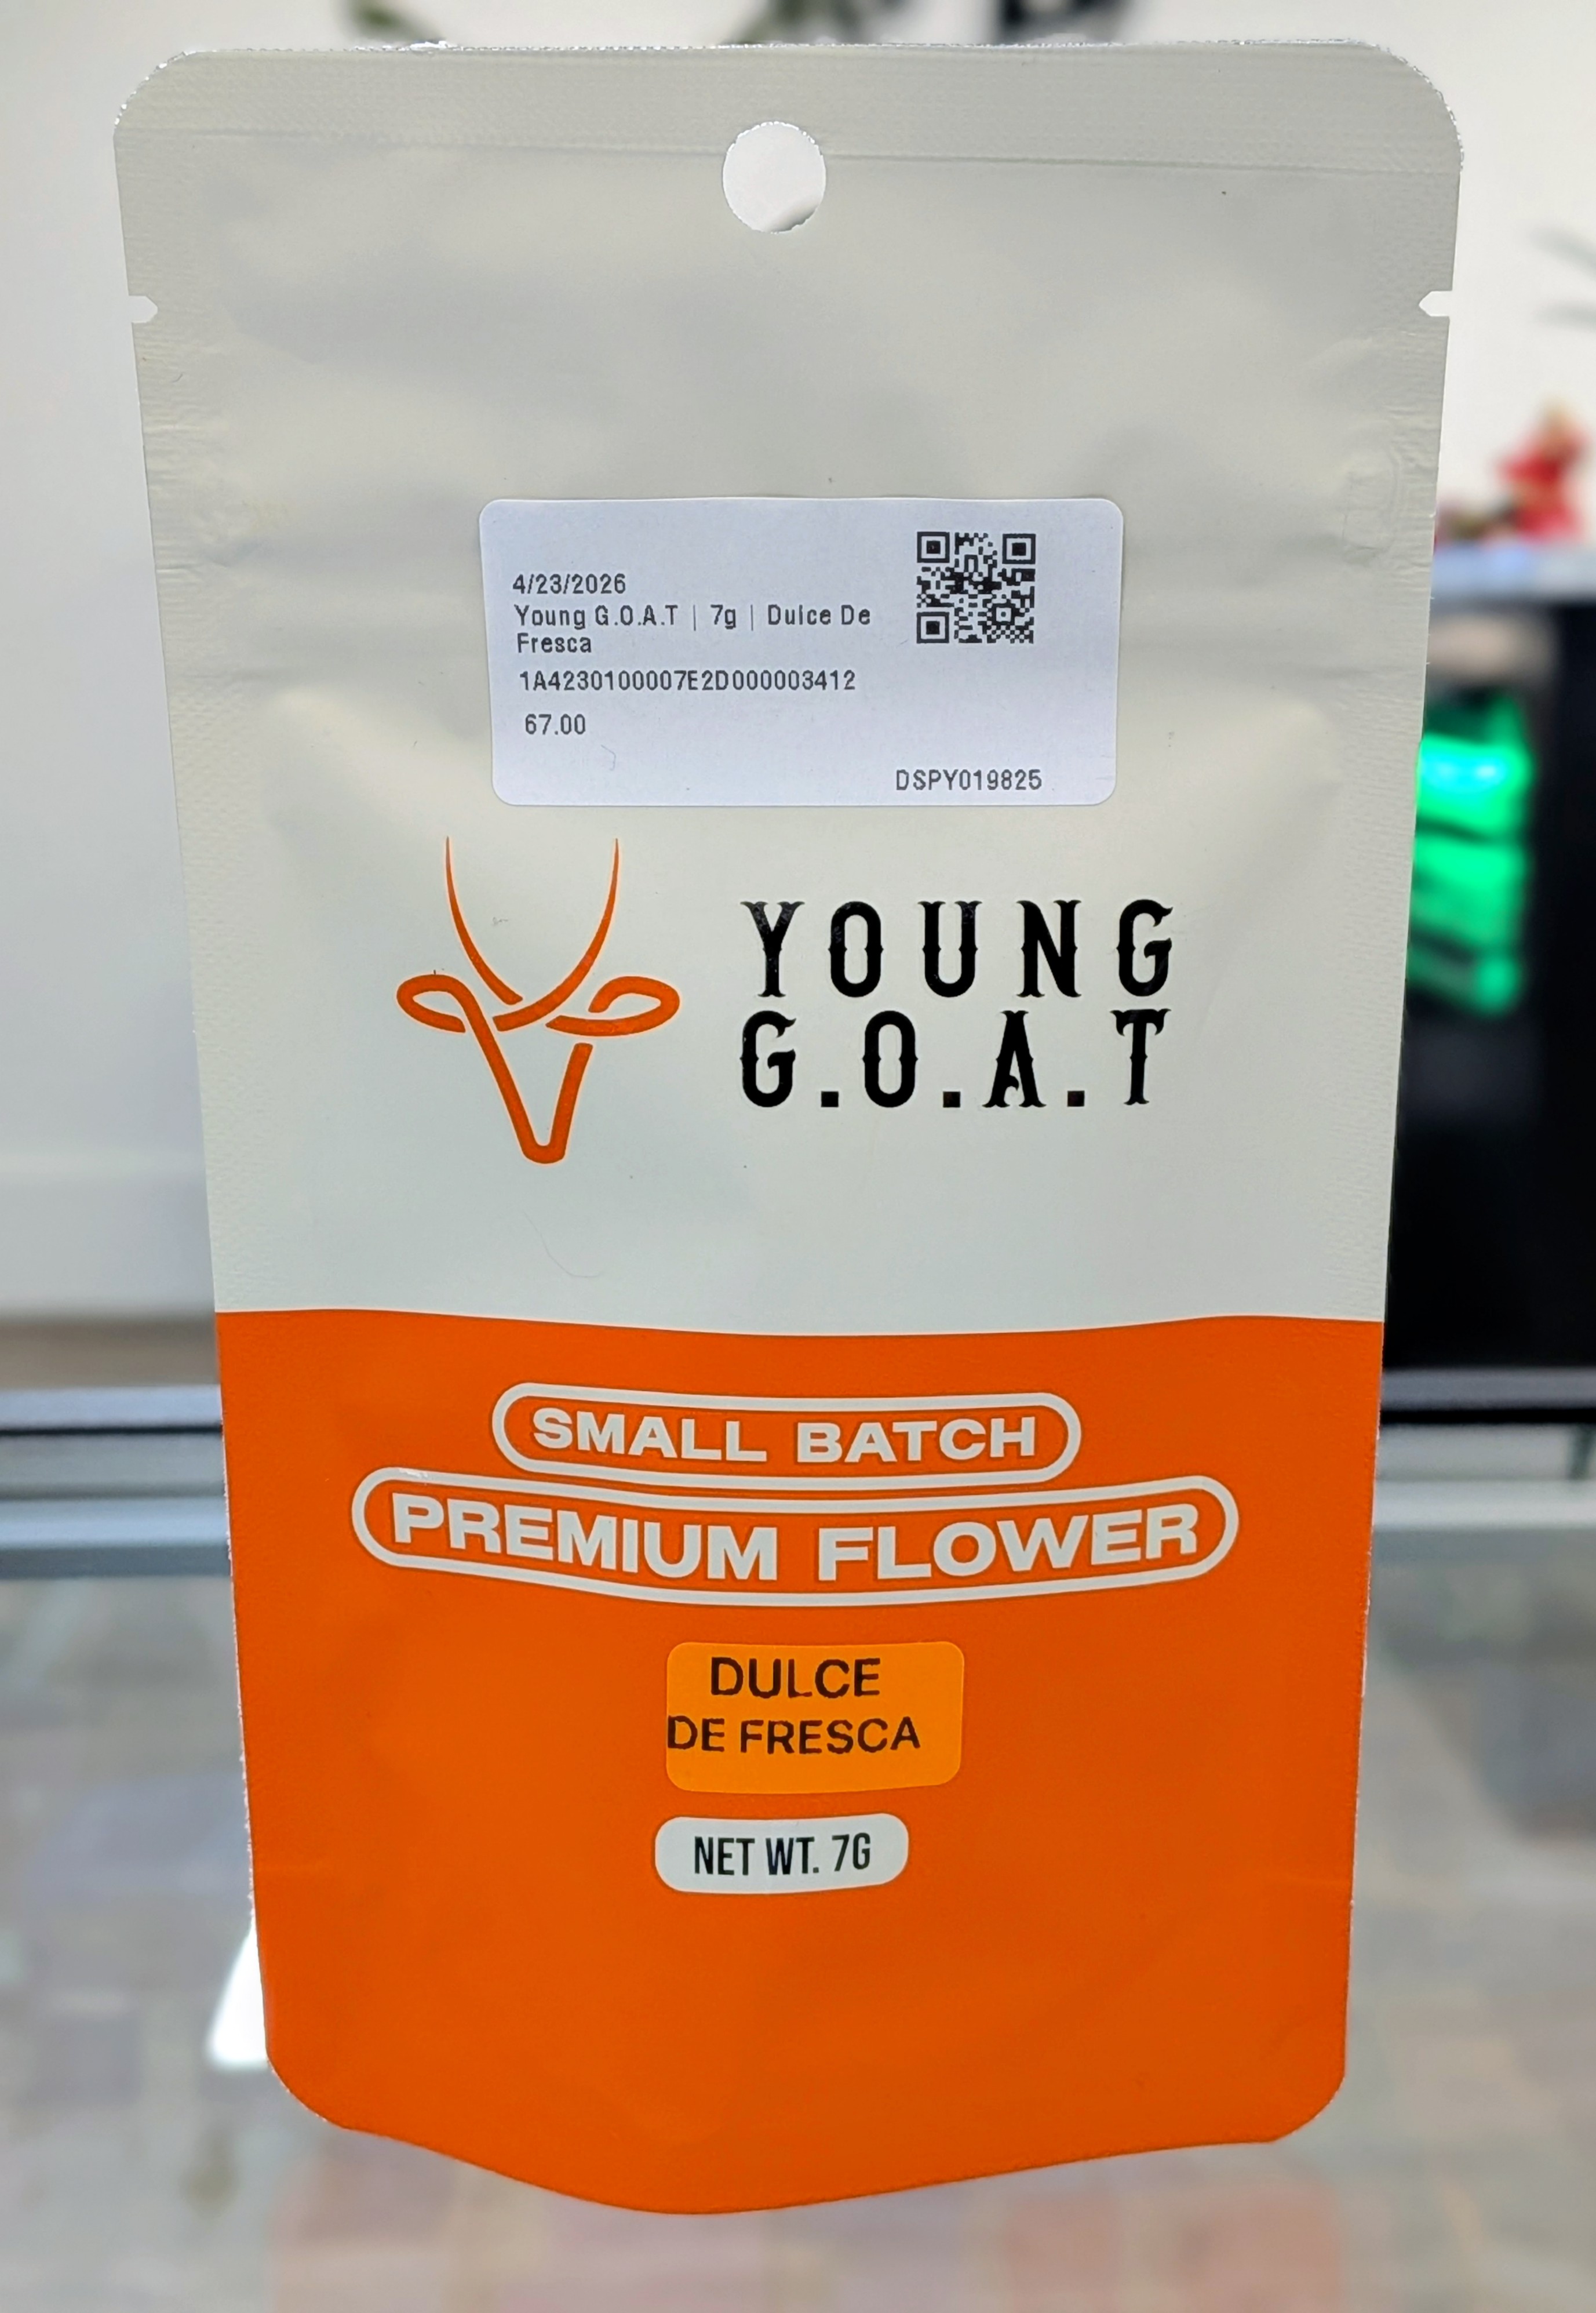 4/23/2026
Young G.O.A.T | 7g | Dulce De
Fresca
1A4230100007E2D000003412
67.00
DSPY019825
YOUNG
G.O.A.T
SMALL BATCH
PREMIUM FLOWER
DULCE
DE FRESCA
NET WT. 7G